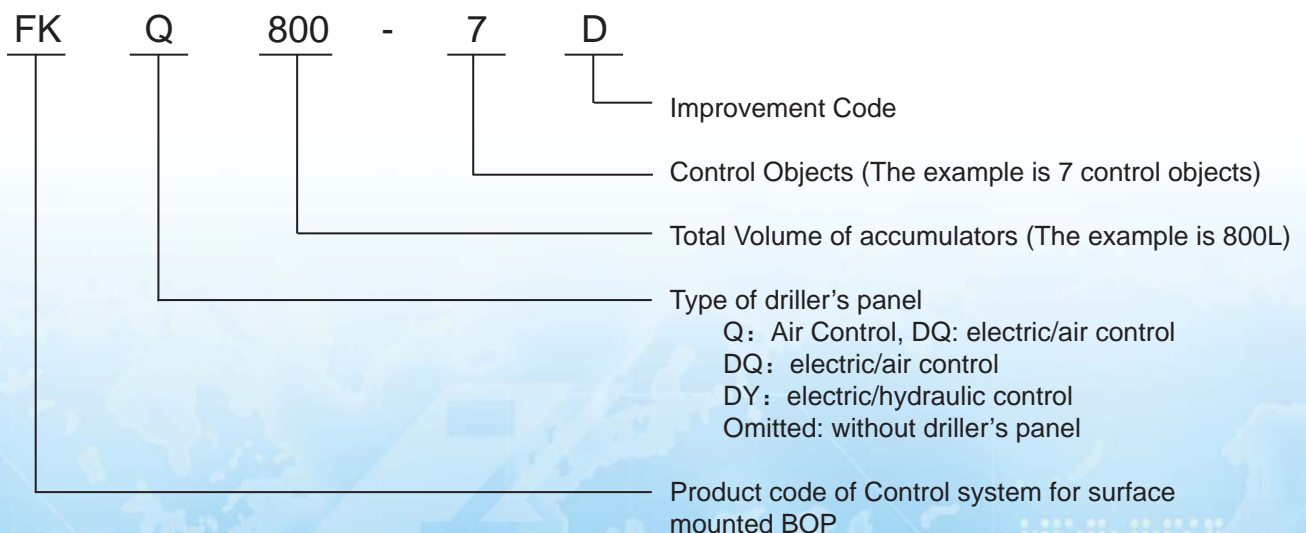 FK Q 800 - 7 D
Improvement Code
Control Objects (The example is 7 control objects)
Total Volume of accumulators (The example is 800L)
Type of driller's panel
Q：Air Control, DQ: electric/air control
DQ：electric/air control
DY：electric/hydraulic control
Omitted: without driller's panel
Product code of Control system for surface
mounted BOP